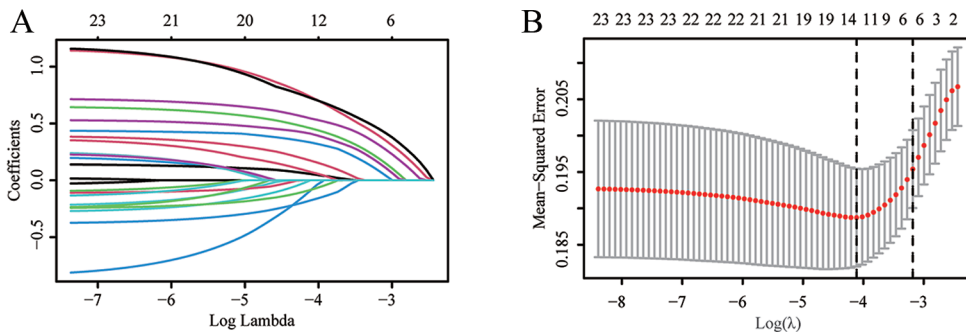 A
23 21 20 12 6
Coefficients
1.0
0.5
0.0
−0.5
−7 −6 −5 −4 −3
Log Lambda
B
23 23 23 23 22 22 22 21 21 19 19 14 11 9 6 6 3 2
Mean−Squared Error
0.205
0.195
0.185
−8 −7 −6 −5 −4 −3
Log(λ)